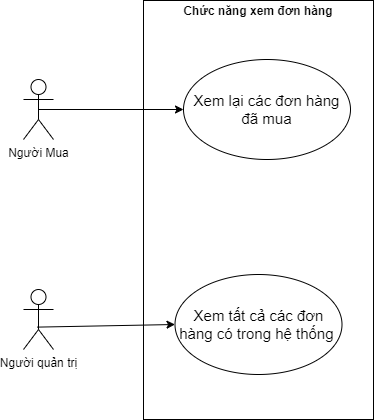 Chức năng xem đơn hàng
Xem lại các đơn hàng
đã mua
Người Mua
Xem tất cả các đơn
hàng có trong hệ thống
Người quản trị